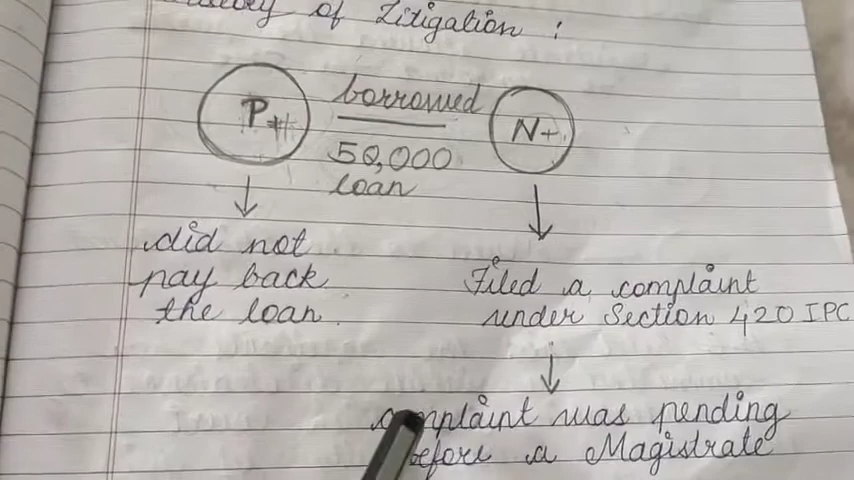 of Litigation :
P++ borrowed N+
50,000
loan
did not
pay back
the loan.
Filed a complaint
under Section 420 IPC
complaint was pending
before a Magistrate